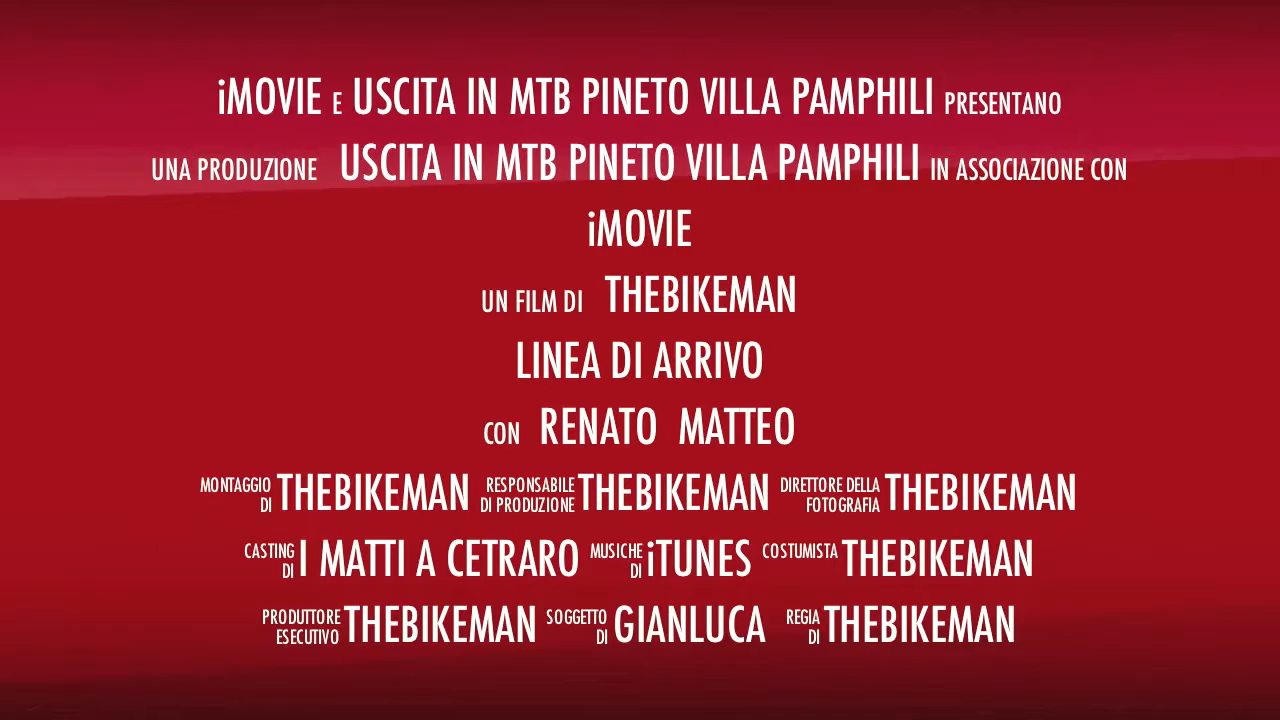 iMOVIE E USCITA IN MTB PINETO VILLA PAMPHILI PRESENTANO
UNA PRODUZIONE USCITA IN MTB PINETO VILLA PAMPHILI IN ASSOCIAZIONE CON
iMOVIE
UN FILM DI THEBIKEMAN
LINEA DI ARRIVO
CON RENATO MATTEO
MONTAGGIO DI THEBIKEMAN RESPONSABILE DI PRODUZIONE THEBIKEMAN DIRETTORE DELLA FOTOGRAFIA THEBIKEMAN
CASTING DI I MATTI A CETRARO MUSICHE DI iTUNES COSTUMISTA THEBIKEMAN
PRODUTTORE ESECUTIVO THEBIKEMAN SOGGETTO DI GIANLUCA REGIA DI THEBIKEMAN